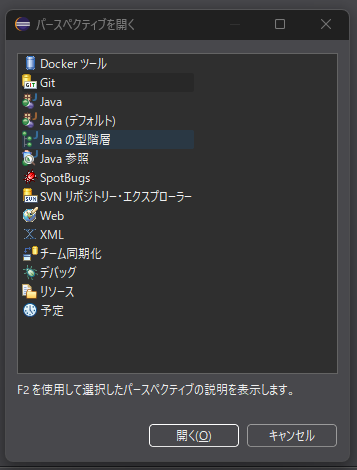 パースペクティブを開く
Docker ツール
GIT Git
Java
Java (デフォルト)
Java の型階層
Java 参照
SpotBugs
SVN SVN リポジトリー・エクスプローラー
Web
XML
チーム同期化
デバッグ
リソース
予定
F2 を使用して選択したパースペクティブの説明を表示します。
開く(O)
キャンセル